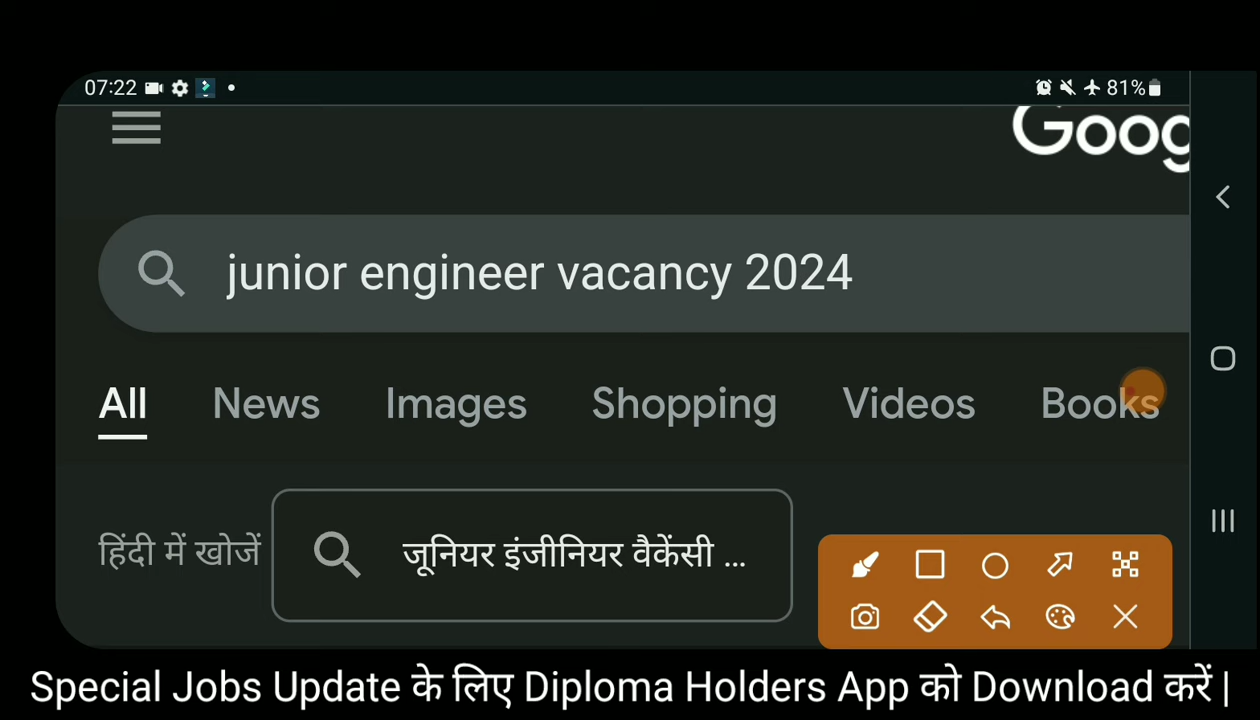 07:22
81%
Goog
junior engineer vacancy 2024
All News Images Shopping Videos Books
हिंदी में खोजें
जूनियर इंजीनियर वैकेंसी ...
Special Jobs Update के लिए Diploma Holders App को Download करें |